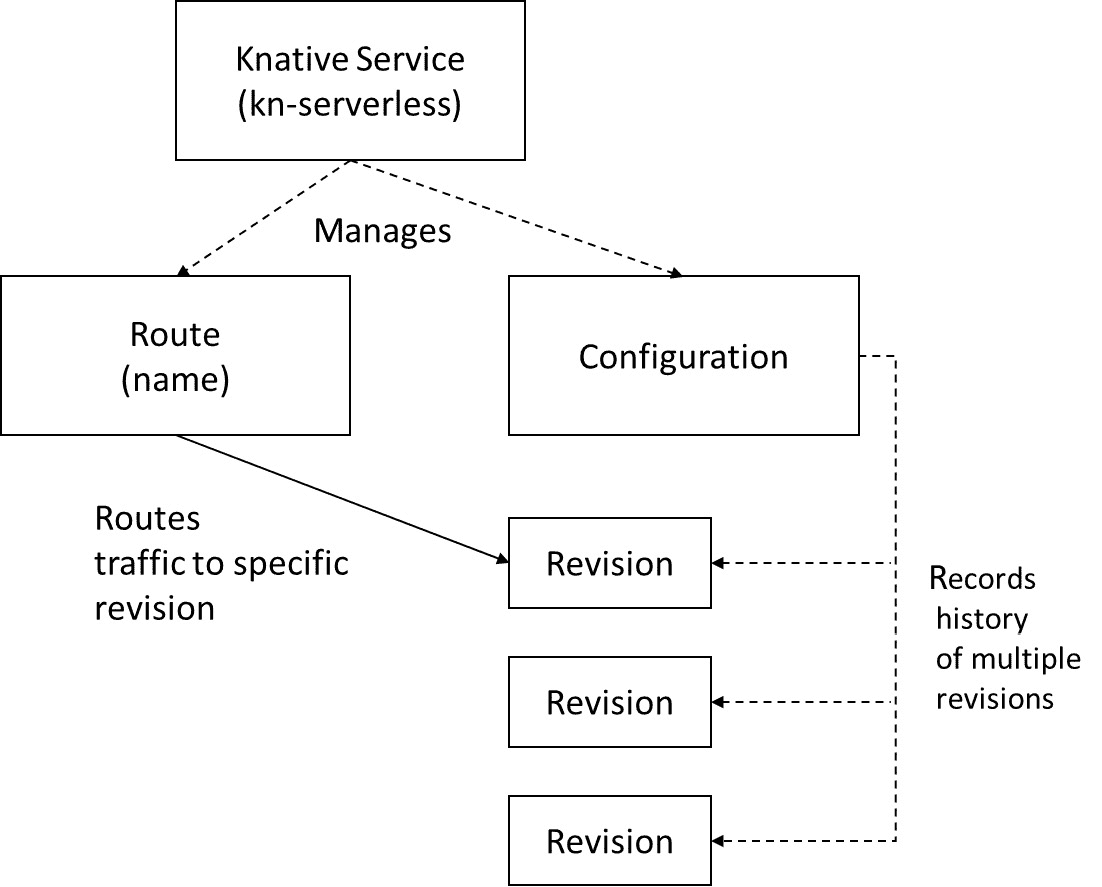 Knative Service
(kn-serverless)
Manages
Route
(name)
Configuration
Routes
traffic to specific
revision
Revision
Records
history
of multiple
revisions
Revision
Revision